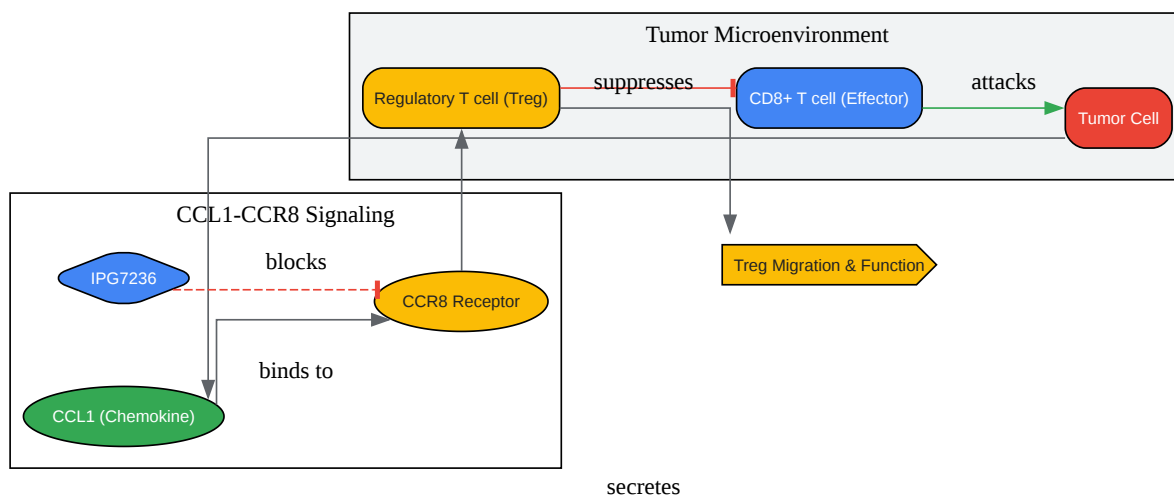 Tumor Microenvironment
Regulatory T cell (Treg)
suppresses
CD8+ T cell (Effector)
attacks
Tumor Cell
CCL1-CCR8 Signaling
IPG7236
blocks
CCR8 Receptor
Treg Migration & Function
binds to
CCL1 (Chemokine)
secretes